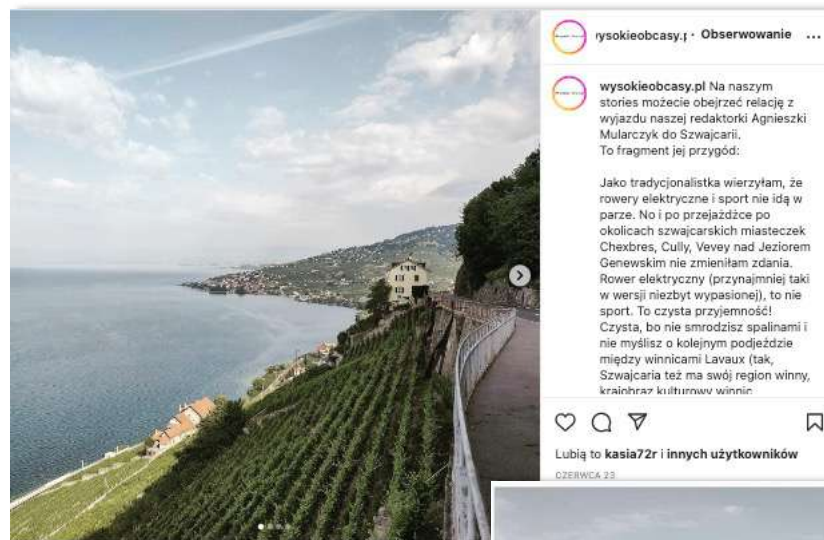 wysokieobcasy.p · Obserwowanie ...
wysokieobcasy.pl Na naszym
stories możecie obejrzeć relację z
wyjazdu naszej redaktorki Agnieszki
Mularczyk do Szwajcarii.
To fragment jej przygód:
Jako tradycjonalistka wierzyłam, że
rowery elektryczne i sport nie idą w
parze. No i po przejażdżce po
okolicach szwajcarskich miasteczek
Chexbres, Cully, Vevey nad Jeziorem
Genewskim nie zmieniłam zdania.
Rower elektryczny (przynajmniej taki
w wersji niezbyt wypasionej), to nie
sport. To czysta przyjemność!
Czysta, bo nie smrodzisz spalinami i
nie myślisz o kolejnym podjeździe
między winnicami Lavaux (tak,
Szwajcaria też ma swój region winny,
krajobraz kulturowy winnic
Lubią to kasia72r i innych użytkowników
CZERWCA 23